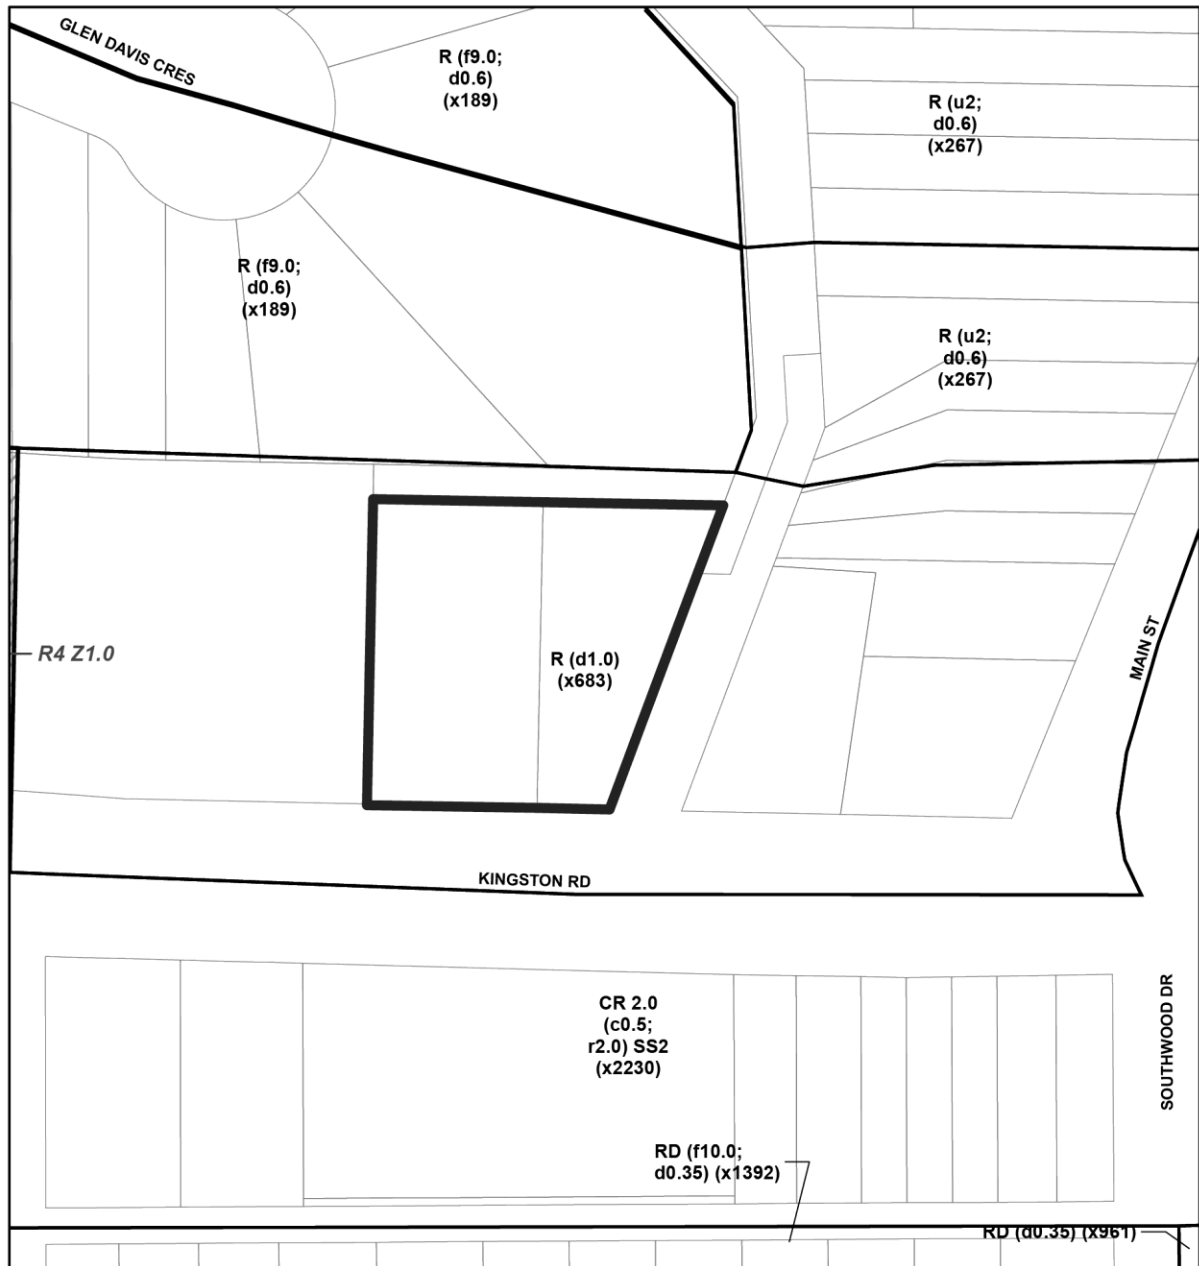 GLEN DAVIS CRES
R (f9.0;
d0.6)
(x189)
R (u2;
d0.6)
(x267)
R (f9.0;
d0.6)
(x189)
R (u2;
d0.6)
(x267)
R4 Z1.0
R (d1.0)
(x683)
MAIN ST
KINGSTON RD
CR 2.0
(c0.5;
r2.0) SS2
(x2230)
SOUTHWOOD DR
RD (f10.0;
d0.35) (x1392)
RD (d0.35) (x961)